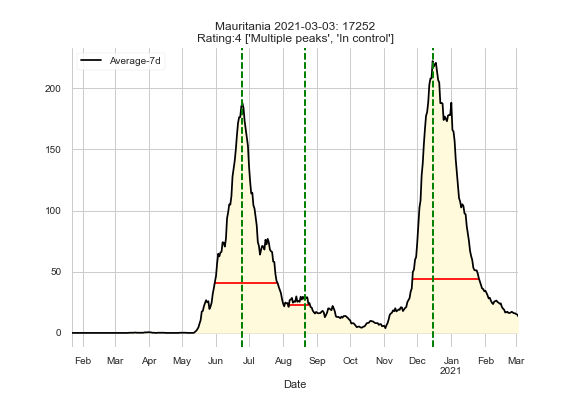 Mauritania 2021-03-03: 17252
Rating:4 ['Multiple peaks', 'In control']
Average-7d
200
150
100
50
0
Feb Mar Apr May Jun Jul Aug Sep Oct Nov Dec Jan Feb Mar
2021
Date